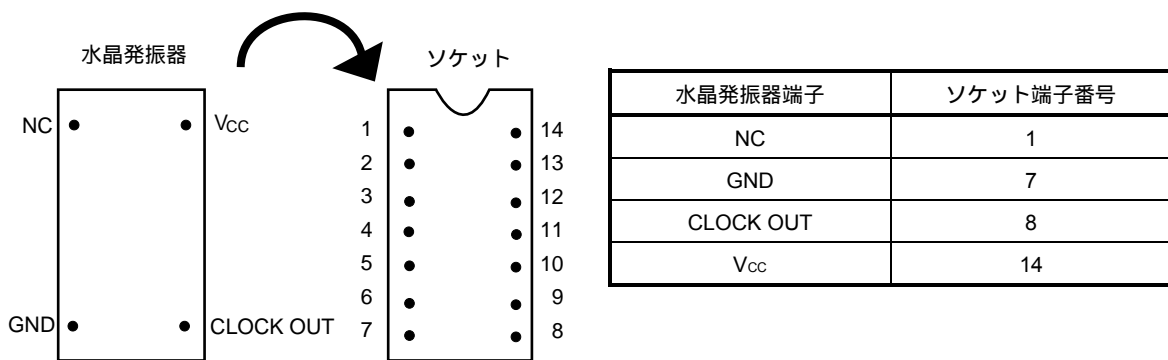 水晶発振器
NC
VCC
GND
CLOCK OUT
ソケット
1 14
2 13
3 12
4 11
5 10
6 9
7 8
水晶発振器端子 ソケット端子番号
NC 1
GND 7
CLOCK OUT 8
VCC 14